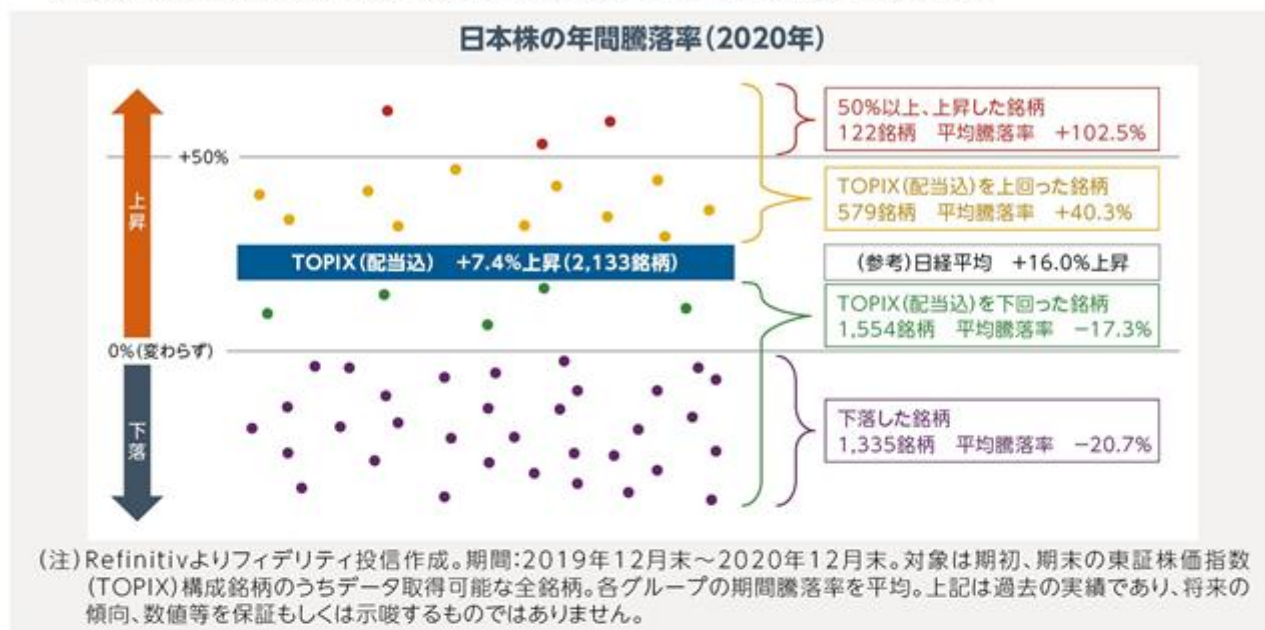 日本株の年間騰落率(2020年)
上昇
+50%
0%(変わらず)
下落
TOPIX(配当込) +7.4%上昇(2,133銘柄)
50%以上、上昇した銘柄
122銘柄 平均騰落率 +102.5%
TOPIX(配当込)を上回った銘柄
579銘柄 平均騰落率 +40.3%
(参考)日経平均 +16.0%上昇
TOPIX(配当込)を下回った銘柄
1,554銘柄 平均騰落率 −17.3%
下落した銘柄
1,335銘柄 平均騰落率 −20.7%
(注)Refinitivよりフィデリティ投信作成。期間:2019年12月末～2020年12月末。対象は期初、期末の東証株価指数
(TOPIX)構成銘柄のうちデータ取得可能な全銘柄。各グループの期間騰落率を平均。上記は過去の実績であり、将来の
傾向、数値等を保証もしくは示唆するものではありません。